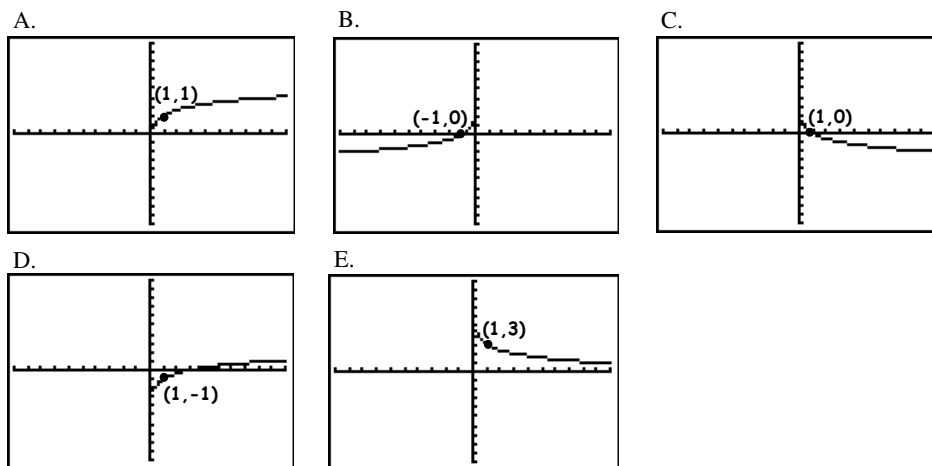 A.
B.
C.
(1,1)
(-1,0)
(1,0)
D.
E.
(1,-1)
(1,3)